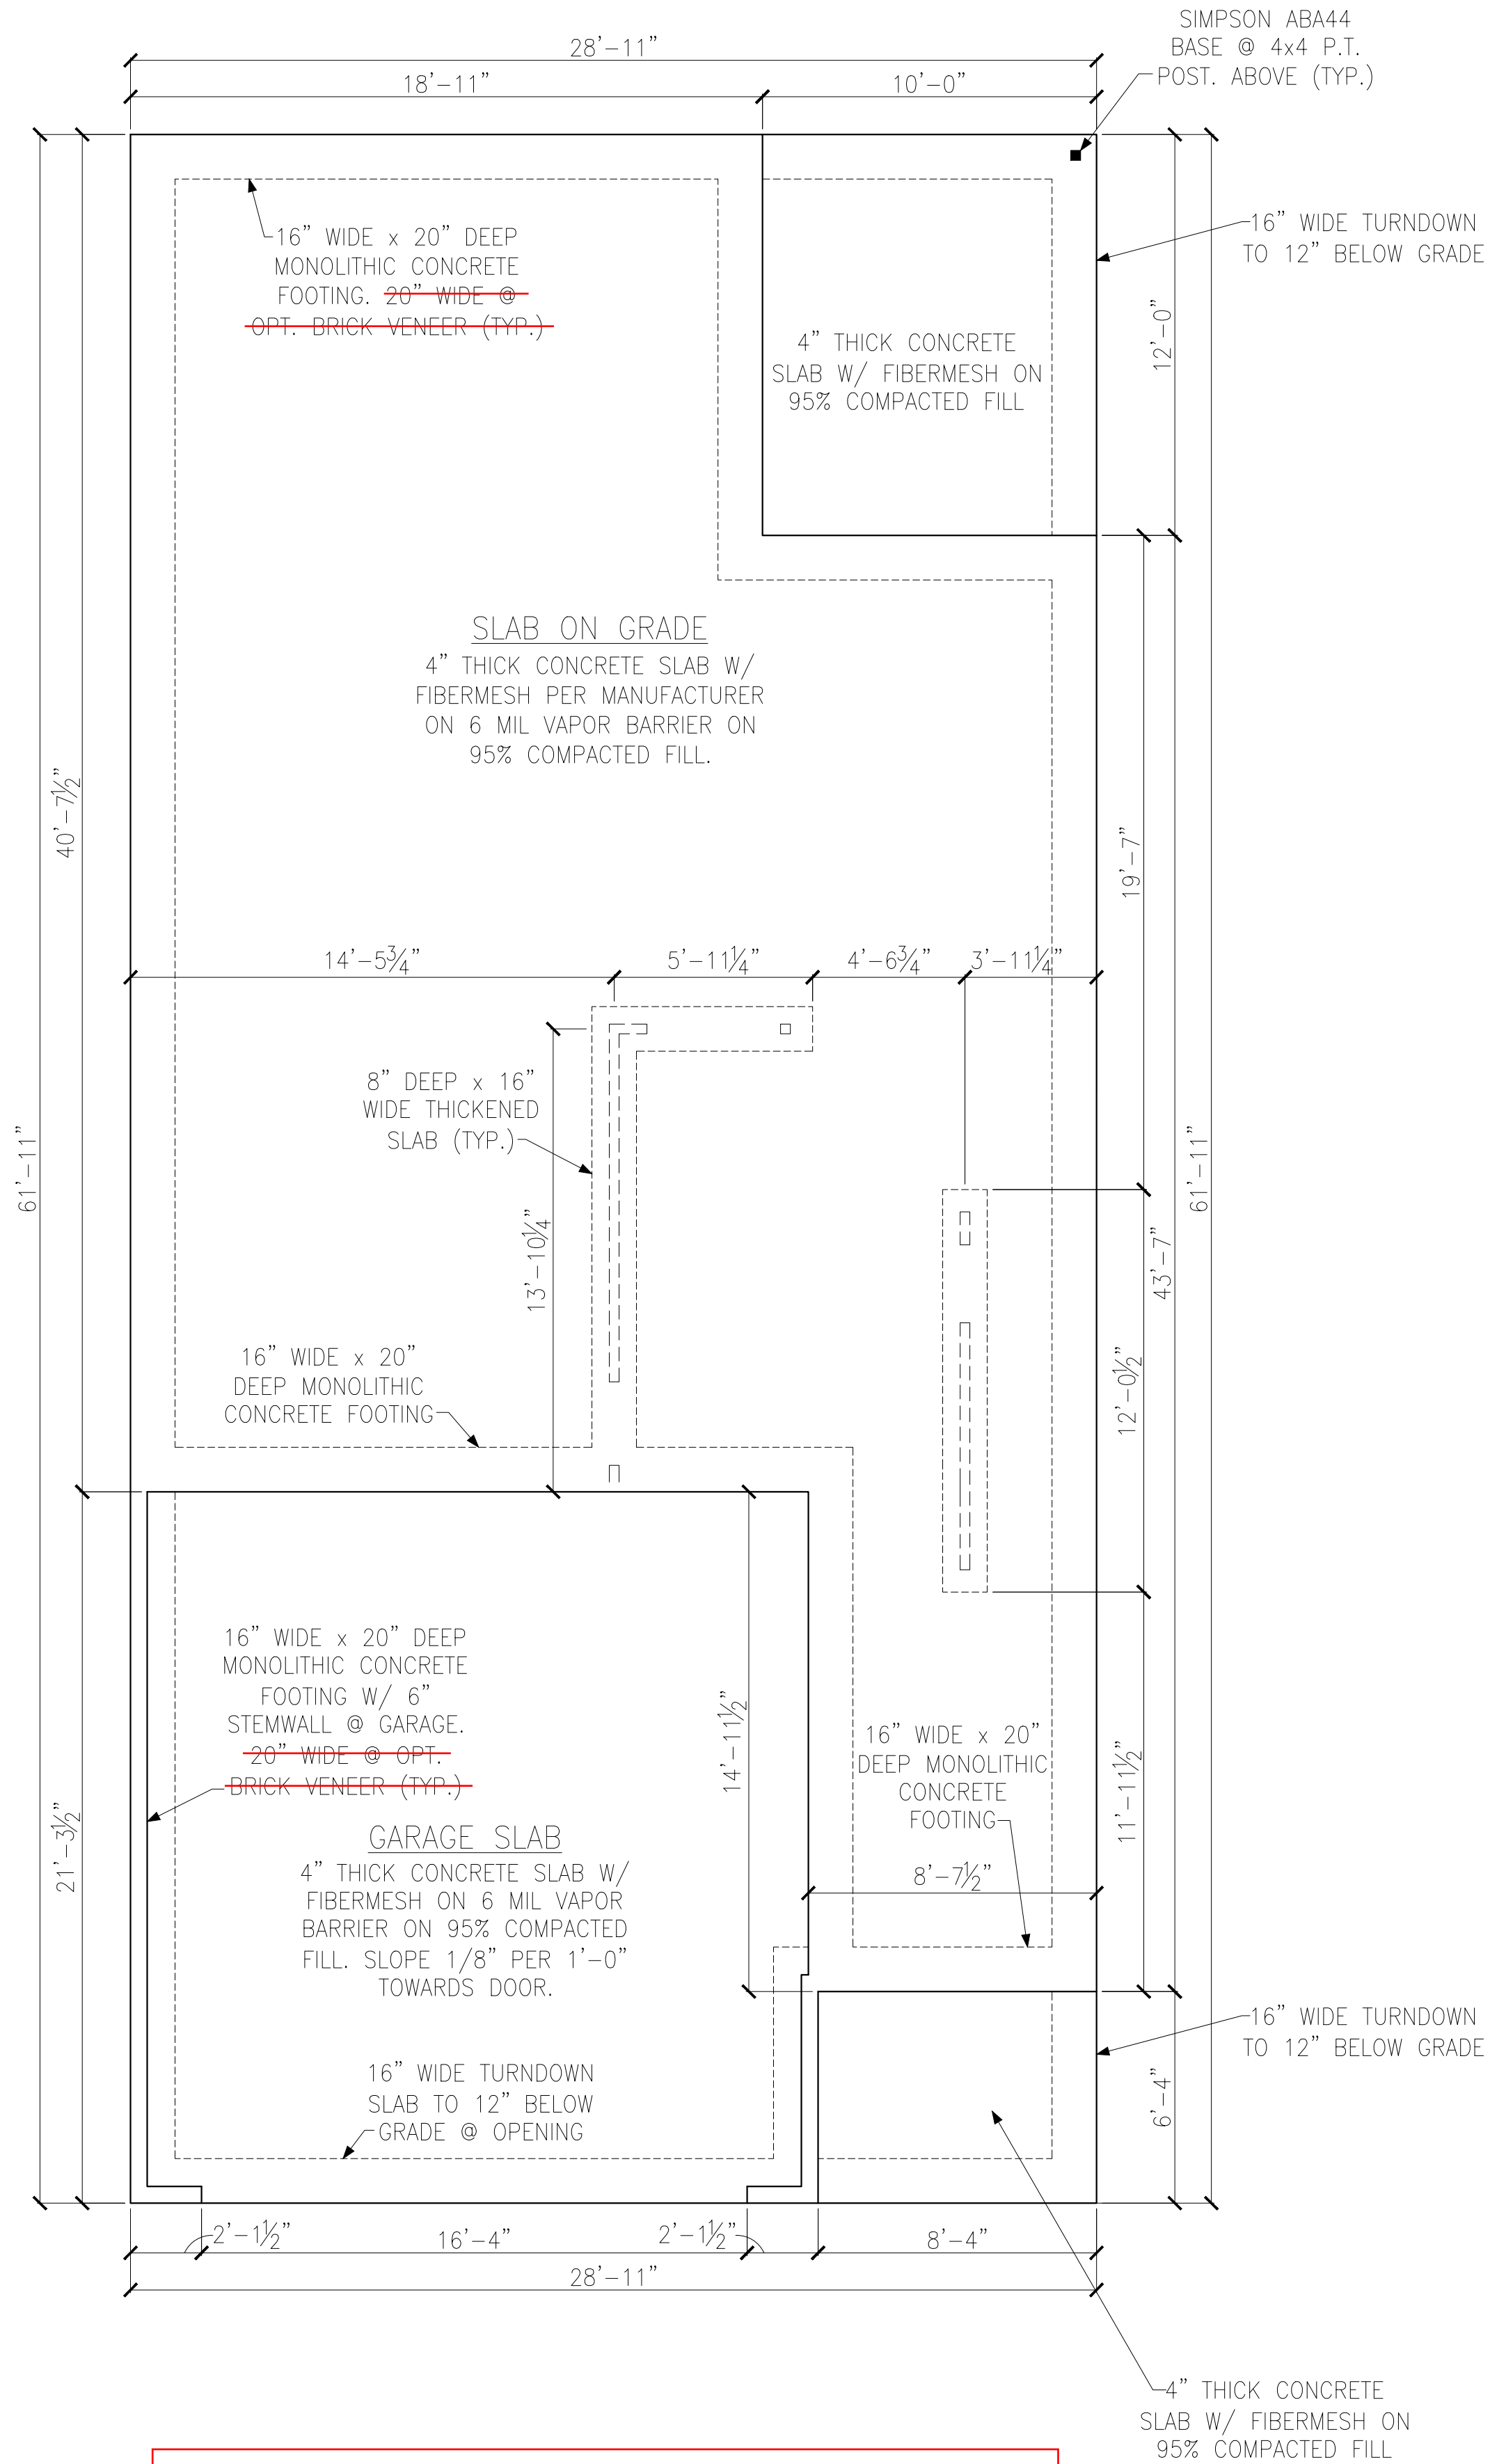 SIMPSON ABA44
BASE @ 4x4 P.T.
POST. ABOVE (TYP.)
28'-11"
18'-11"
10'-0"
16" WIDE TURNDOWN
TO 12" BELOW GRADE
16" WIDE x 20" DEEP
MONOLITHIC CONCRETE
FOOTING. 20" WIDE @
OPT. BRICK VENEER (TYP.)
4" THICK CONCRETE
SLAB W/ FIBERMESH ON
95% COMPACTED FILL
12'-0"
SLAB ON GRADE
4" THICK CONCRETE SLAB W/
FIBERMESH PER MANUFACTURER
ON 6 MIL VAPOR BARRIER ON
95% COMPACTED FILL.
40'-7½"
19'-7"
14'-5¾"
5'-11¼"
4'-6¾"
3'-11¼"
8" DEEP x 16"
WIDE THICKENED
SLAB (TYP.)
61'-11"
61'-11"
13'-10¼"
43'-7"
16" WIDE x 20"
DEEP MONOLITHIC
CONCRETE FOOTING
12'-0½"
16" WIDE x 20" DEEP
MONOLITHIC CONCRETE
FOOTING W/ 6"
STEMWALL @ GARAGE.
20" WIDE @ OPT.
BRICK VENEER (TYP.)
14'-11½"
16" WIDE x 20"
DEEP MONOLITHIC
CONCRETE
FOOTING
11'-11½"
21'-3½"
GARAGE SLAB
4" THICK CONCRETE SLAB W/
FIBERMESH ON 6 MIL VAPOR
BARRIER ON 95% COMPACTED
FILL. SLOPE 1/8" PER 1'-0"
TOWARDS DOOR.
8'-7½"
16" WIDE TURNDOWN
TO 12" BELOW GRADE
16" WIDE TURNDOWN
SLAB TO 12" BELOW
GRADE @ OPENING
6'-4"
2'-1½"
16'-4"
2'-1½"
8'-4"
28'-11"
4" THICK CONCRETE
SLAB W/ FIBERMESH ON
95% COMPACTED FILL